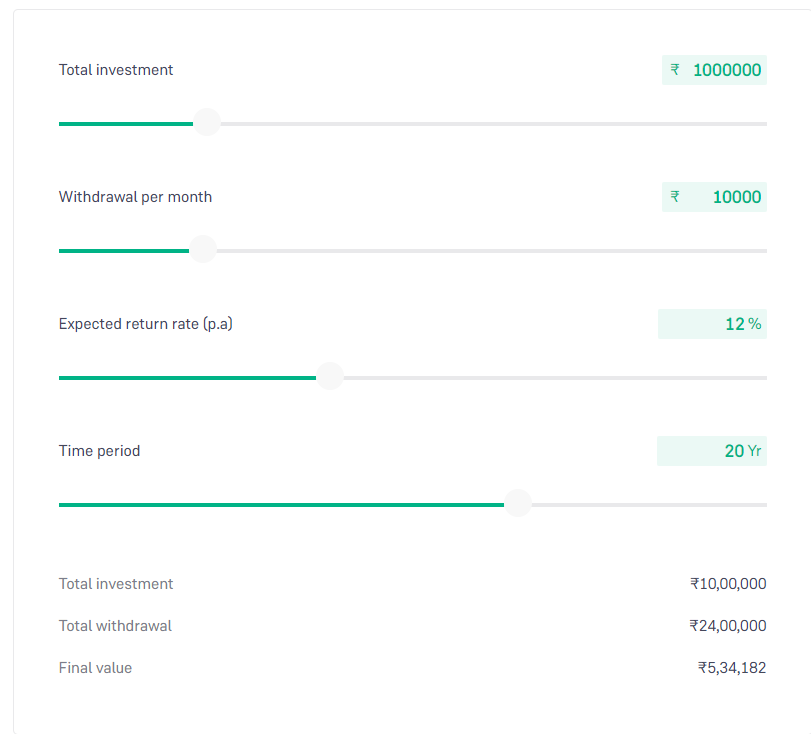 Total investment ₹ 1000000
Withdrawal per month ₹ 10000
Expected return rate (p.a) 12 %
Time period 20 Yr
Total investment ₹10,00,000
Total withdrawal ₹24,00,000
Final value ₹5,34,182